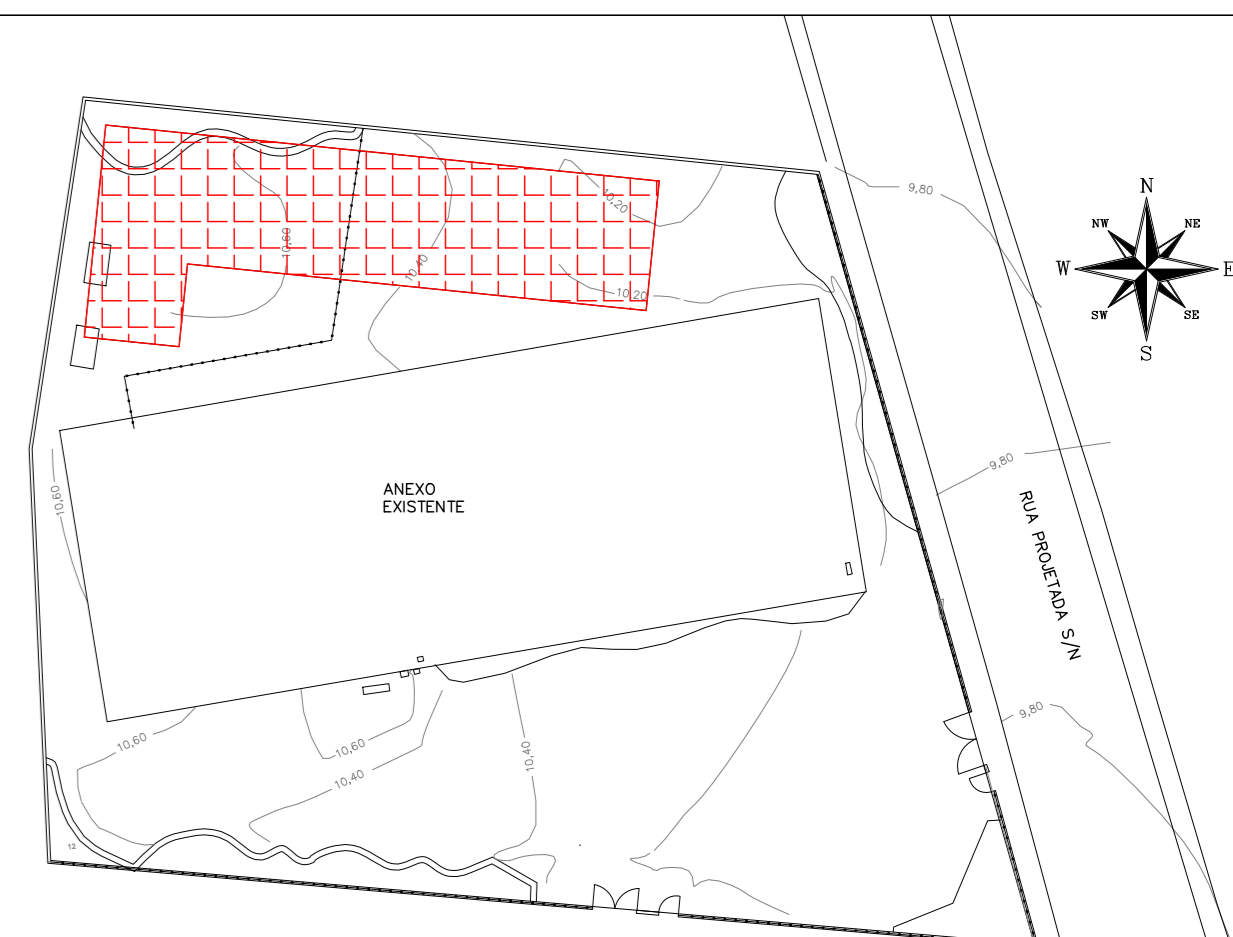 9,80
10,20
10,60
10,40
10,20
N
NW
NE
W
E
SW
SE
S
9,80
ANEXO
EXISTENTE
10,60
RUA PROJETADA S/N
9,80
10,60
10,60
10,40
10,40
12